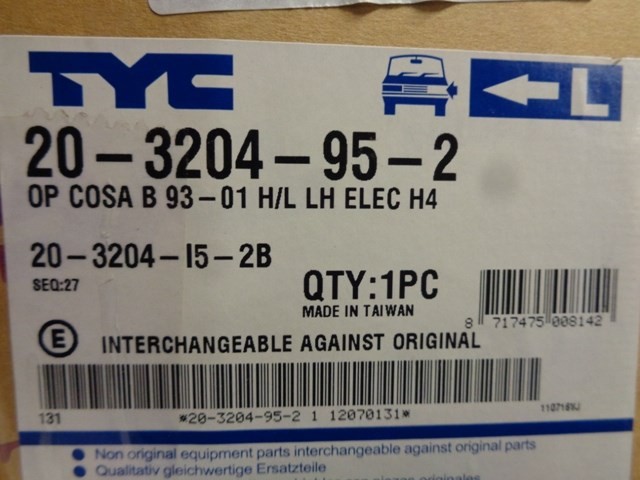 TYC
L
20-3204-95-2
OP COSA B 93-01 H/L LH ELEC H4
20-3204-I5-2B
SEQ:27
QTY:1PC
MADE IN TAIWAN
8 717475 008142
E INTERCHANGEABLE AGAINST ORIGINAL
131 *20-3204-95-2 1 12070131*
Non original equipment parts interchangeable against original parts
Qualitativ gleichwertige Ersatzteile